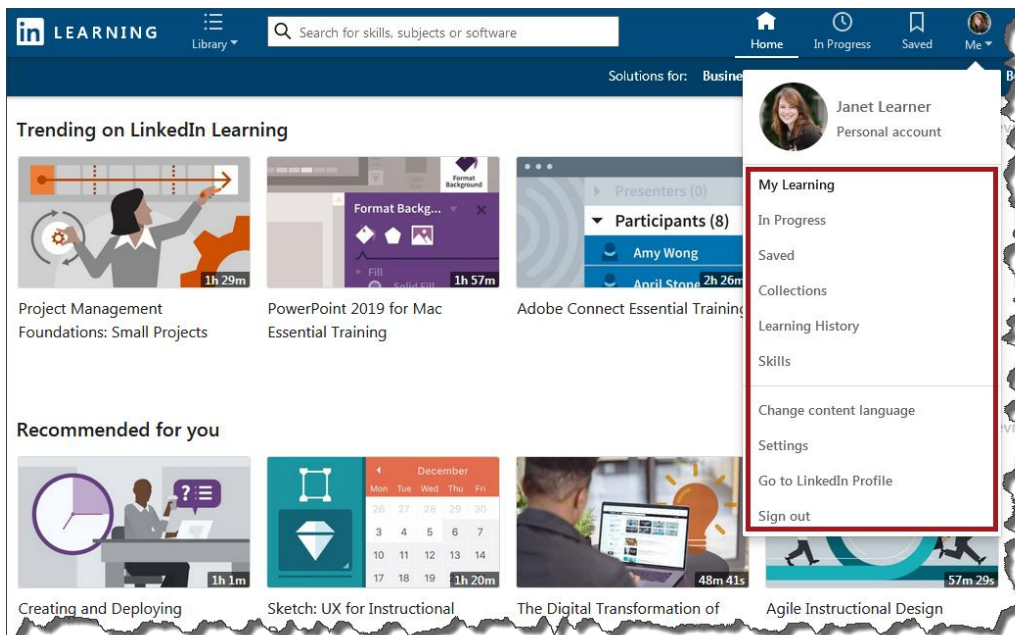 in LEARNING
Library
Search for skills, subjects or software
Home
In Progress
Saved
Me
Solutions for:
Janet Learner
Personal account
My Learning
In Progress
Saved
Collections
Learning History
Skills
Change content language
Settings
Go to LinkedIn Profile
Sign out
Trending on LinkedIn Learning
Format
Background
Format Backg...
Fill
Solid Fill
Presenters (0)
Participants (8)
Amy Wong
April Stone
1h 29m
1h 57m
2h 26m
Project Management
Foundations: Small Projects
PowerPoint 2019 for Mac
Essential Training
Adobe Connect Essential Training
Recommended for you
?
December
Mon Tue Wed Thu Fri
26 27 28 29 30
3 4 5 6 7
10 11 12 13 14
17 18 19
1h 1m
1h 20m
48m 41s
57m 29s
Creating and Deploying
Sketch: UX for Instructional
The Digital Transformation of
Agile Instructional Design